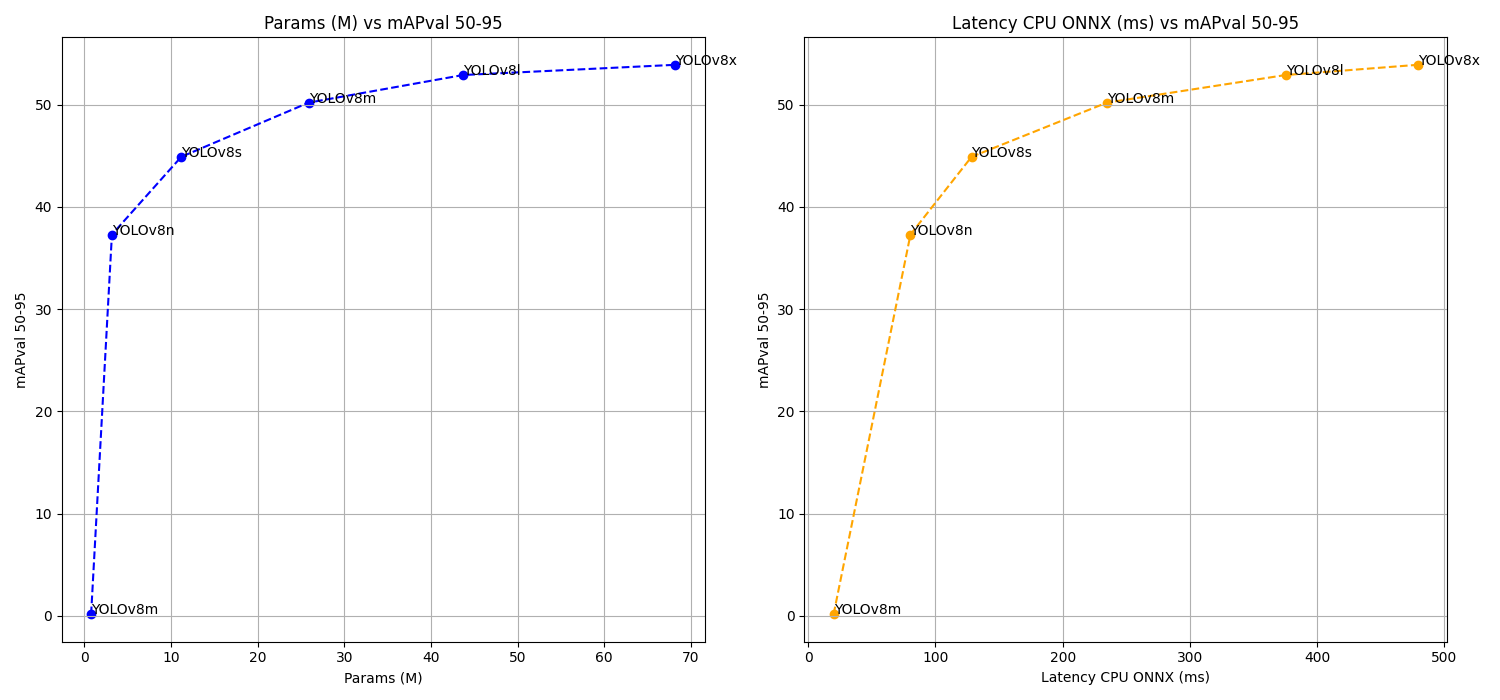 Params (M) vs mAPval 50-95
mAPval 50-95
50
40
30
20
10
0
YOLOv8x
YOLOv8l
YOLOv8m
YOLOv8s
YOLOv8n
YOLOv8m
0 10 20 30 40 50 60 70
Params (M)
Latency CPU ONNX (ms) vs mAPval 50-95
mAPval 50-95
50
40
30
20
10
0
YOLOv8x
YOLOv8l
YOLOv8m
YOLOv8s
YOLOv8n
YOLOv8m
0 100 200 300 400 500
Latency CPU ONNX (ms)